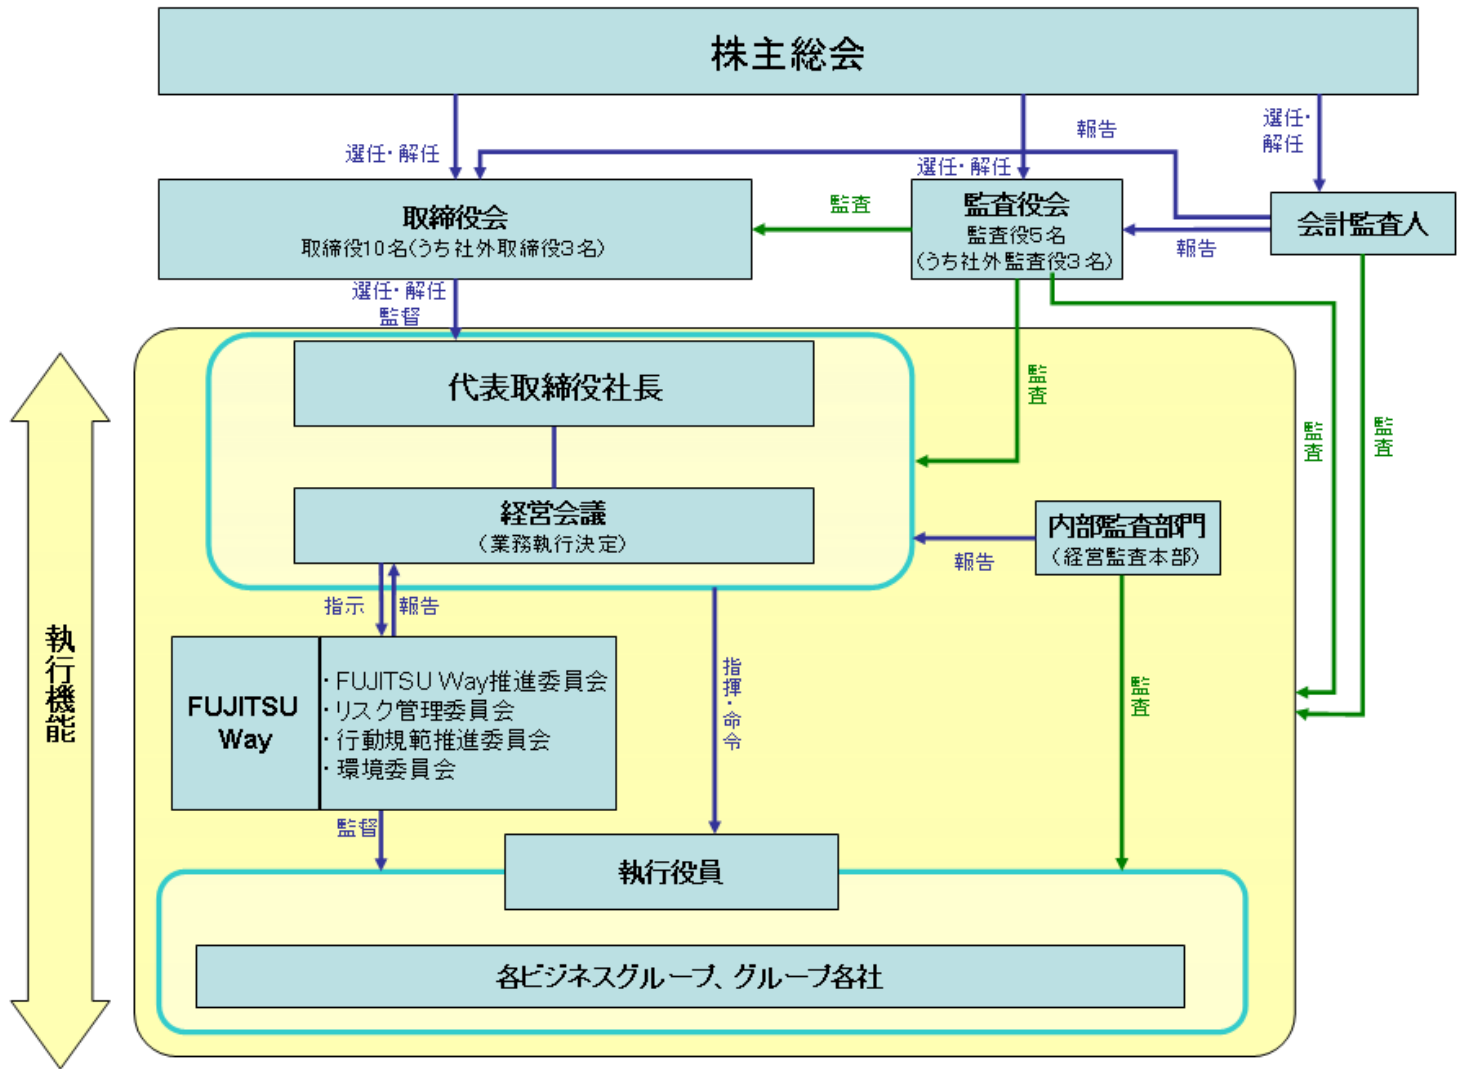 株主総会
選任・解任
報告
選任・
解任
選任・解任
取締役会
取締役10名(うち社外取締役3名)
監査
監査役会
監査役5名
(うち社外監査役3名)
報告
会計監査人
選任・解任
監督
代表取締役社長
監査
監査
監査
経営会議
(業務執行決定)
報告
内部監査部門
(経営監査本部)
指示
報告
執行機能
FUJITSU
Way
・FUJITSU Way推進委員会
・リスク管理委員会
・行動規範推進委員会
・環境委員会
指揮・命令
監査
監督
執行役員
各ビジネスグループ、グループ各社